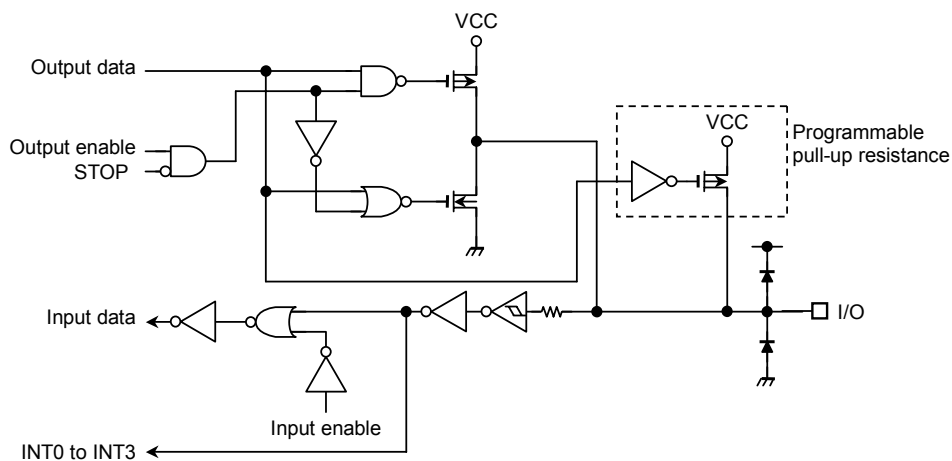 VCC
Output data
VCC
Programmable
pull-up resistance
Output enable
STOP
Input data
I/O
Input enable
INT0 to INT3